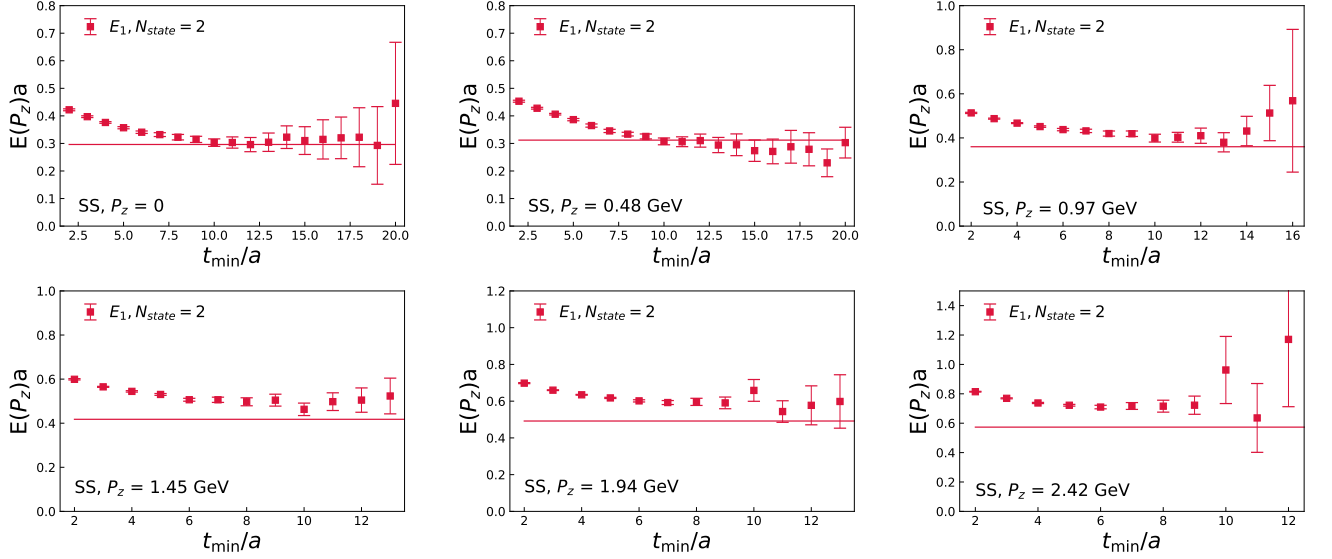 0.8
0.7
0.6
0.5
0.4
0.3
0.2
0.1
0.0
E(P_z)a
E_1, N_state = 2
SS, P_z = 0
2.5 5.0 7.5 10.0 12.5 15.0 17.5 20.0
t_min/a
0.8
0.7
0.6
0.5
0.4
0.3
0.2
0.1
0.0
E(P_z)a
E_1, N_state = 2
SS, P_z = 0.48 GeV
2.5 5.0 7.5 10.0 12.5 15.0 17.5 20.0
t_min/a
1.0
0.8
0.6
0.4
0.2
0.0
E(P_z)a
E_1, N_state = 2
SS, P_z = 0.97 GeV
2 4 6 8 10 12 14 16
t_min/a
1.0
0.8
0.6
0.4
0.2
0.0
E(P_z)a
E_1, N_state = 2
SS, P_z = 1.45 GeV
2 4 6 8 10 12
t_min/a
1.2
1.0
0.8
0.6
0.4
0.2
0.0
E(P_z)a
E_1, N_state = 2
SS, P_z = 1.94 GeV
2 4 6 8 10 12
t_min/a
1.4
1.2
1.0
0.8
0.6
0.4
0.2
0.0
E(P_z)a
E_1, N_state = 2
SS, P_z = 2.42 GeV
2 4 6 8 10 12
t_min/a